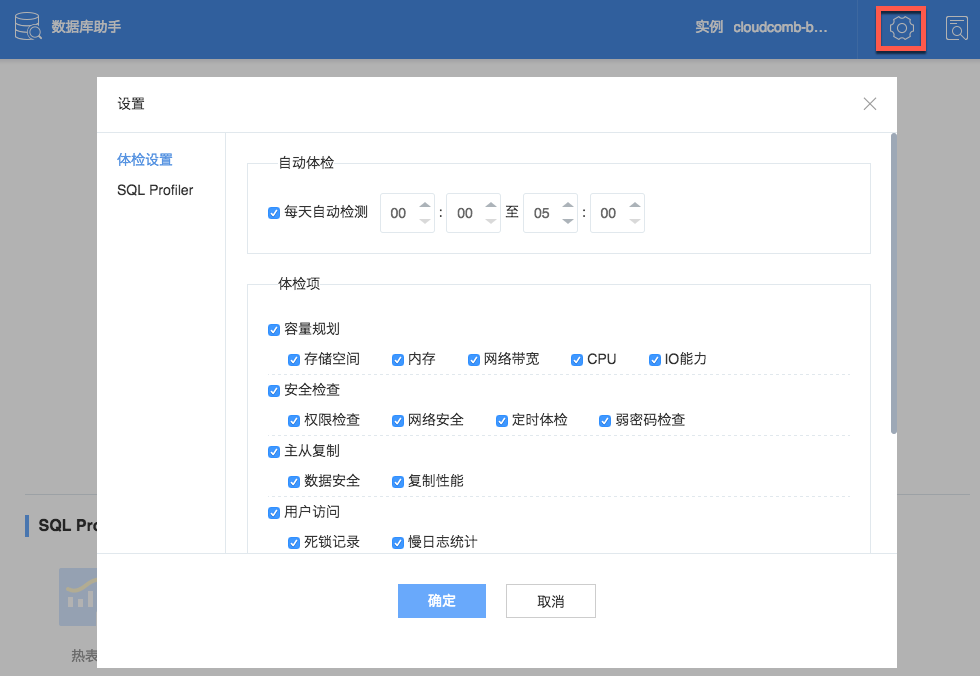 数据库助手
实例 cloudcomb-b...
设置
体检设置
SQL Profiler
自动体检
每天自动检测 00 : 00 至 05 : 00
体检项
容量规划
存储空间 内存 网络带宽 CPU IO能力
安全检查
权限检查 网络安全 定时体检 弱密码检查
主从复制
数据安全 复制性能
用户访问
死锁记录 慢日志统计
SQL Pro
热表
确定 取消